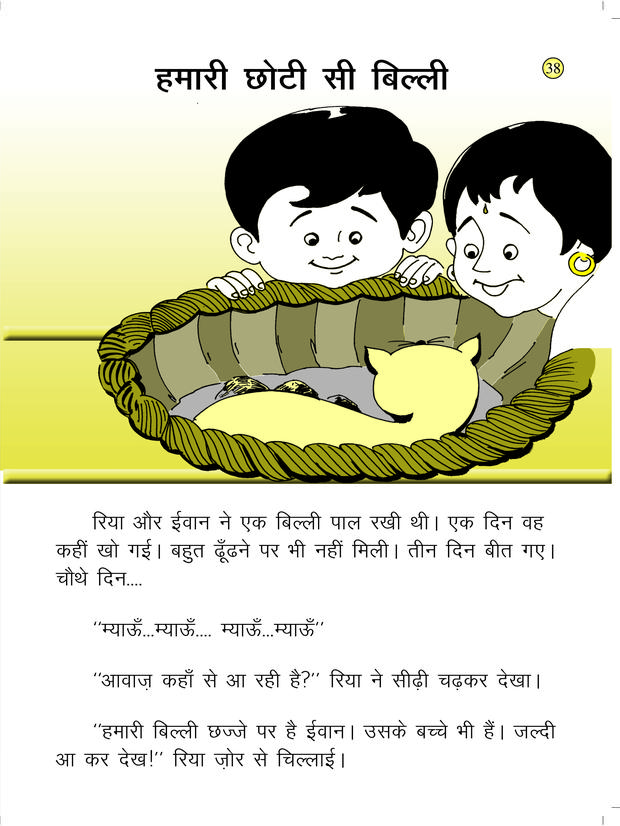 हमारी छोटी सी बिल्ली
38
रिया और ईवान ने एक बिल्ली पाल रखी थी। एक दिन वह
कहीं खो गई। बहुत ढूँढने पर भी नहीं मिली। तीन दिन बीत गए।
चौथे दिन....
"म्याऊँ...म्याऊँ.... म्याऊँ...म्याऊँ"
"आवाज़ कहाँ से आ रही है?" रिया ने सीढ़ी चढ़कर देखा।
"हमारी बिल्ली छज्जे पर है ईवान। उसके बच्चे भी हैं। जल्दी
आ कर देख!" रिया ज़ोर से चिल्लाई।